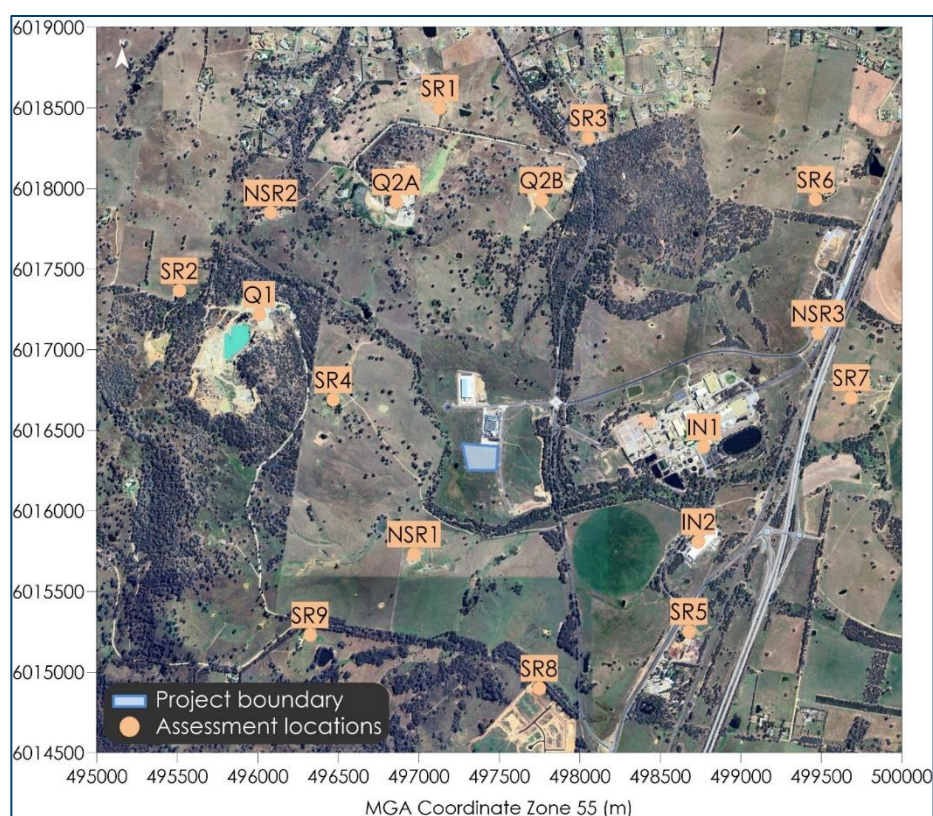 6019000
N
SR1
6018500
SR3
6018000
NSR2
Q2A
Q2B
SR6
6017500
SR2
Q1
NSR3
6017000
SR4
SR7
6016500
IN1
6016000
IN2
NSR1
6015500
SR5
SR9
6015000
SR8
Project boundary
Assessment locations
6014500
495000 495500 496000 496500 497000 497500 498000 498500 499000 499500 500000
MGA Coordinate Zone 55 (m)